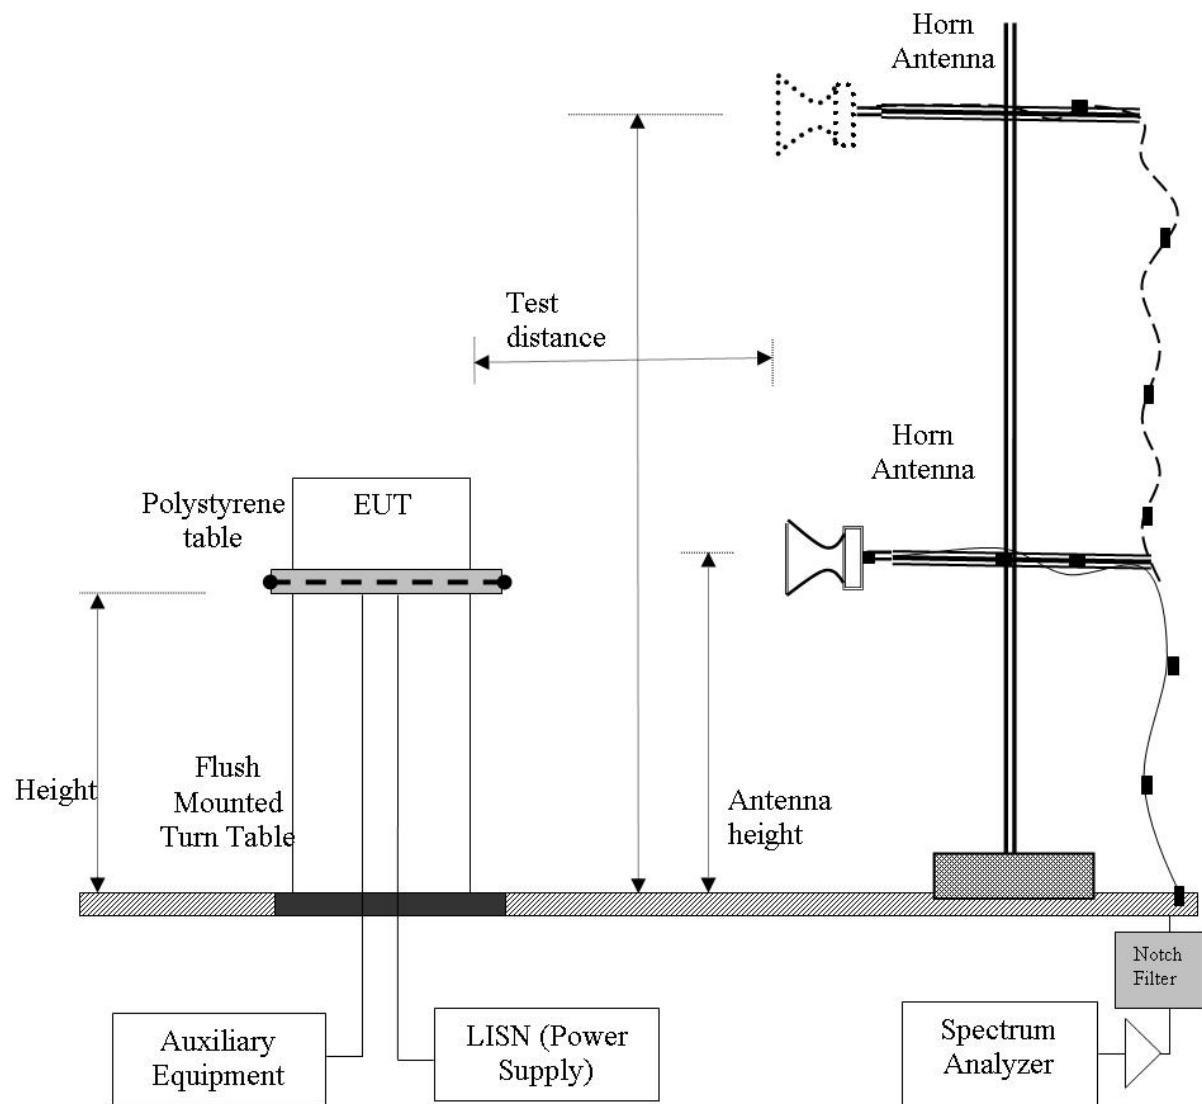 Horn
Antenna
Test
distance
Horn
Antenna
Polystyrene
table
EUT
Height
Flush
Mounted
Turn Table
Antenna
height
Notch
Filter
Auxiliary
Equipment
LISN (Power
Supply)
Spectrum
Analyzer